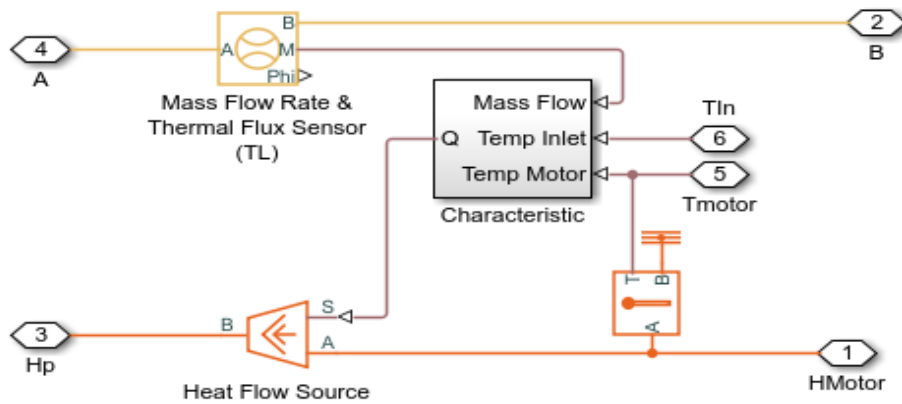 4
A
A
B
M
Phi
2
B
Mass Flow Rate &
Thermal Flux Sensor
(TL)
Mass Flow
Q
Temp Inlet
Temp Motor
Characteristic
TIn
6
5
Tmotor
T
B
A
3
Hp
B
S
A
Heat Flow Source
1
HMotor